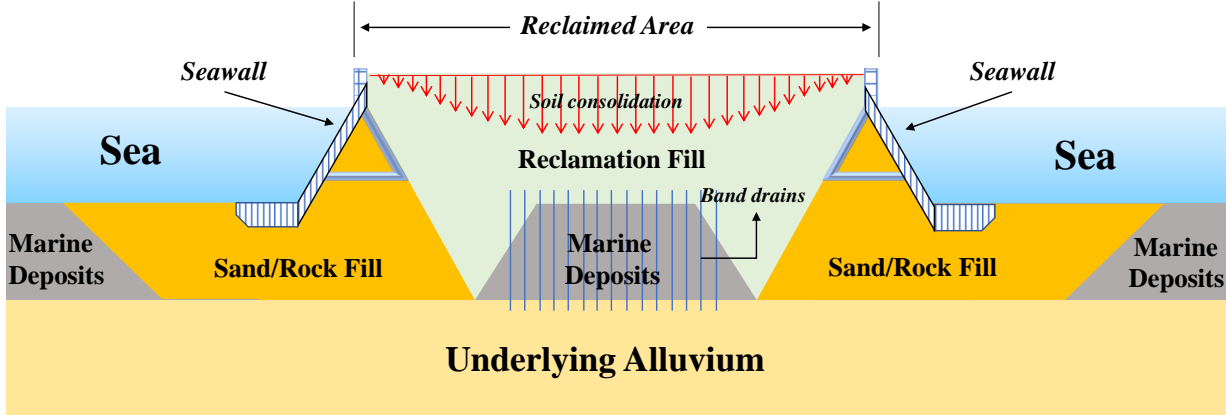 Reclaimed Area
Seawall
Seawall
Soil consolidation
Sea
Reclamation Fill
Sea
Band drains
Marine
Deposits
Sand/Rock Fill
Marine
Deposits
Sand/Rock Fill
Marine
Deposits
Underlying Alluvium